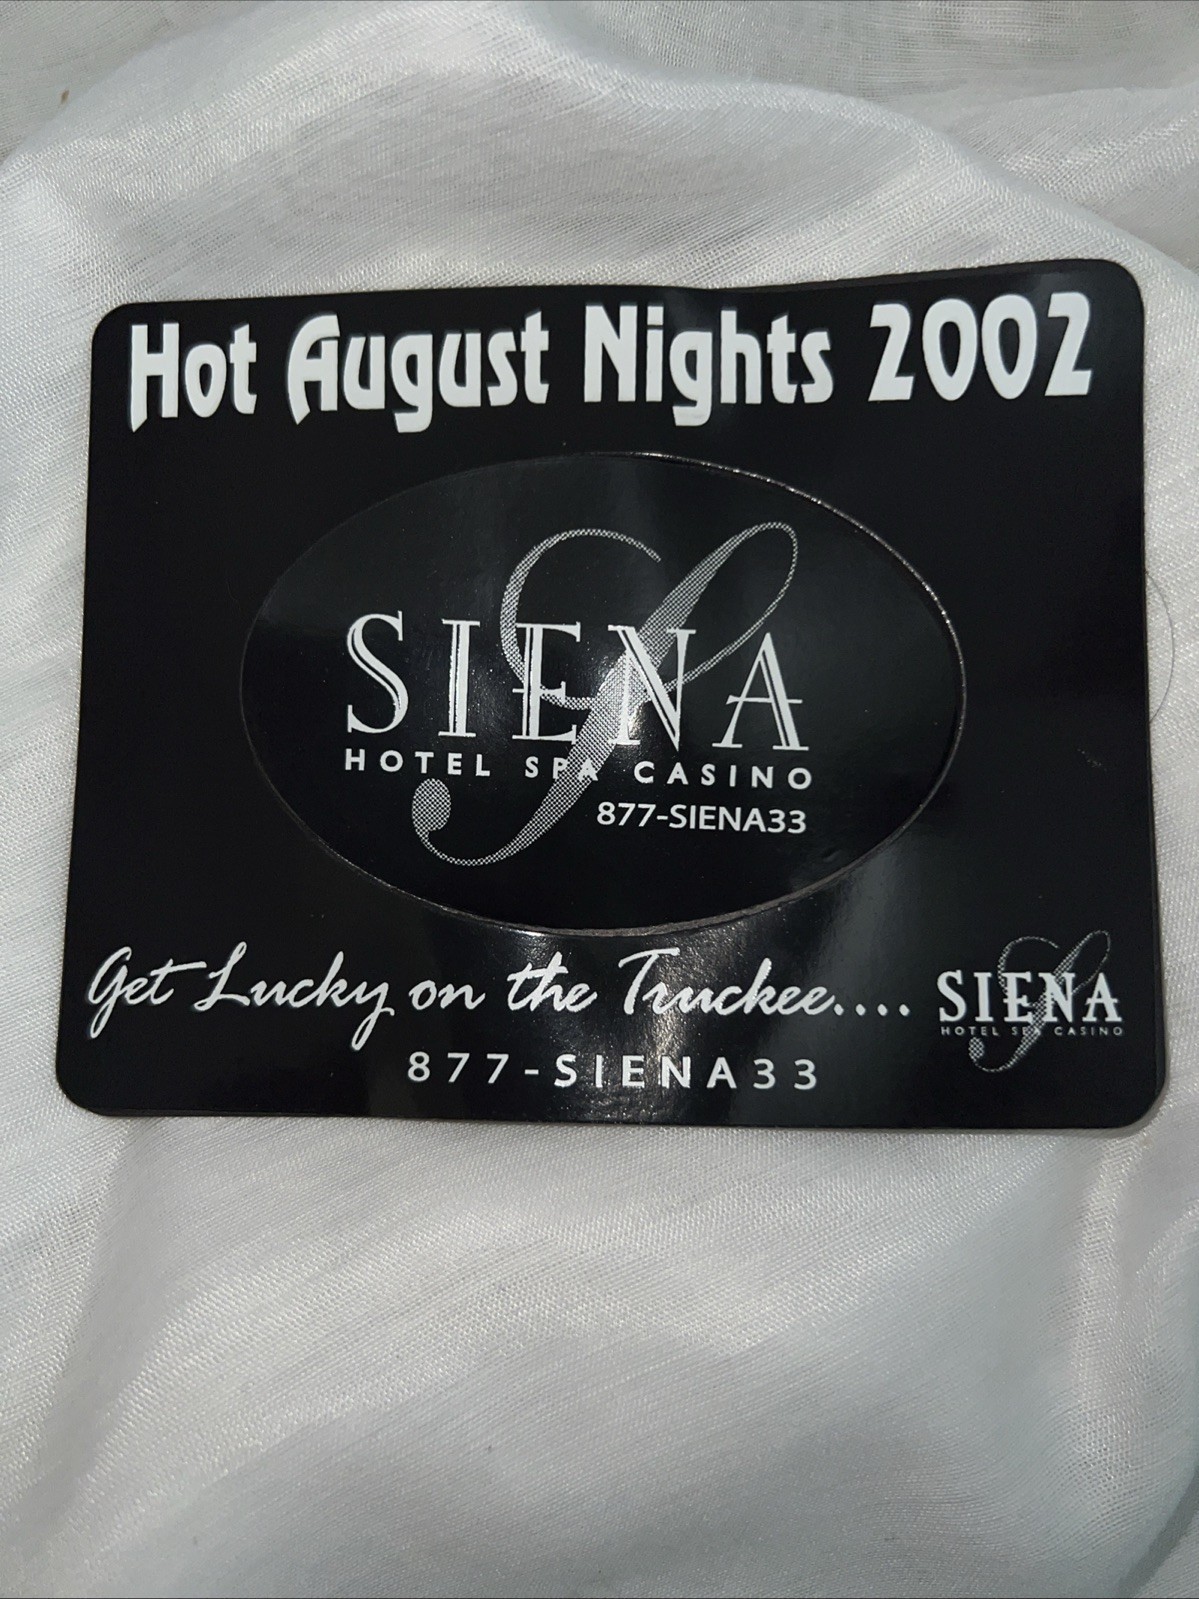 Hot August Nights 2002
SIENA
HOTEL SPA CASINO
877-SIENA33
Get Lucky on the Truckee....
SIENA
HOTEL SPA CASINO
877-SIENA33